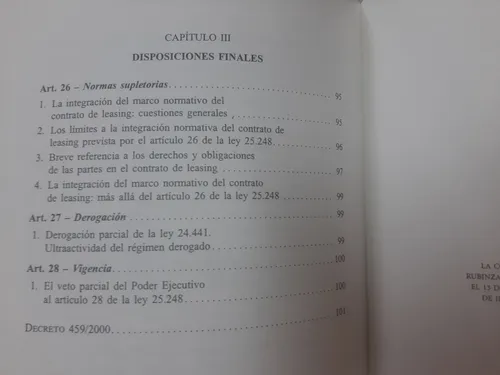 CAPÍTULO III
DISPOSICIONES FINALES
Art. 26 – Normas supletorias 95
1. La integración del marco normativo del
contrato de leasing: cuestiones generales 95
2. Los límites a la integración normativa del contrato de
leasing prevista por el artículo 26 de la ley 25.248 96
3. Breve referencia a los derechos y obligaciones
de las partes en el contrato de leasing 97
4. La integración del marco normativo del contrato
de leasing: más allá del artículo 26 de la ley 25.248 99
Art. 27 – Derogación 99
1. Derogación parcial de la ley 24.441.
Ultraactividad del régimen derogado 99
Art. 28 – Vigencia 100
1. El veto parcial del Poder Ejecutivo
al artículo 28 de la ley 25.248 100
DECRETO 459/2000 101
LA C
RUBINZA
EL 13 D
DE